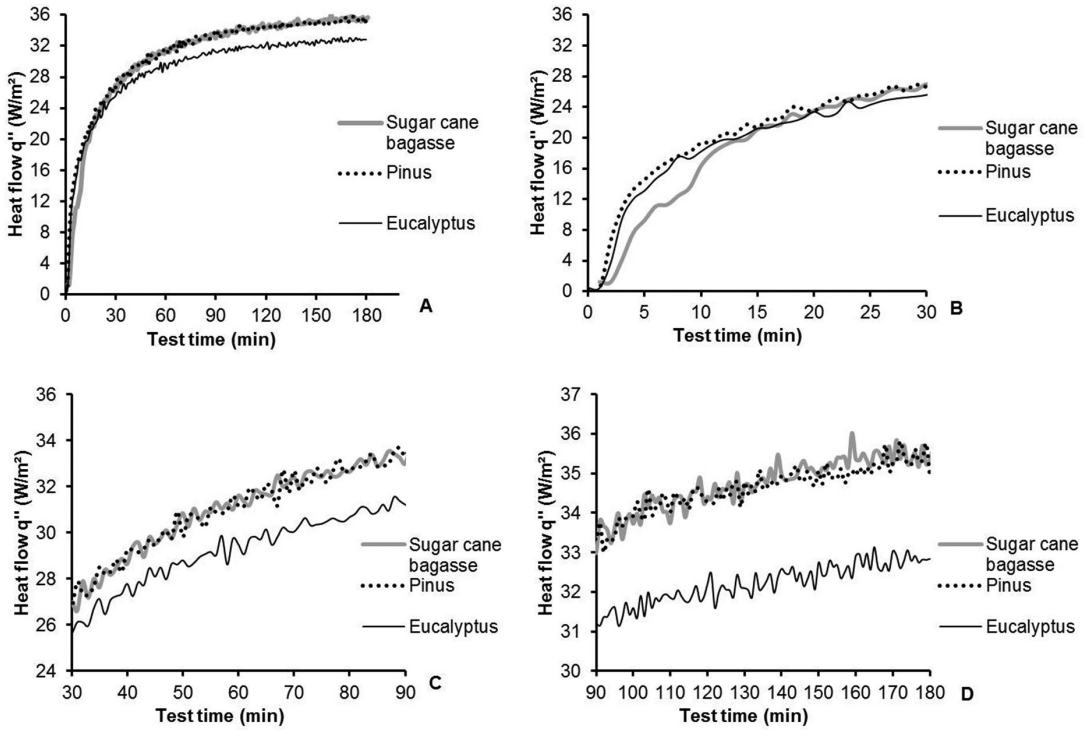 Heat flow q'' (W/m²)
36
32
28
24
20
16
12
8
4
0
0 30 60 90 120 150 180
Test time (min)
Sugar cane
bagasse
Pinus
Eucalyptus
A
Heat flow q'' (W/m²)
36
32
28
24
20
16
12
8
4
0
0 5 10 15 20 25 30
Test time (min)
Sugar cane
bagasse
Pinus
Eucalyptus
B
Heat flow q'' (W/m²)
36
34
32
30
28
26
24
30 40 50 60 70 80 90
Test time (min)
Sugar cane
bagasse
Pinus
Eucalyptus
C
Heat flow q'' (W/m²)
37
36
35
34
33
32
31
30
90 100 110 120 130 140 150 160 170 180
Test time (min)
Sugar cane
bagasse
Pinus
Eucalyptus
D